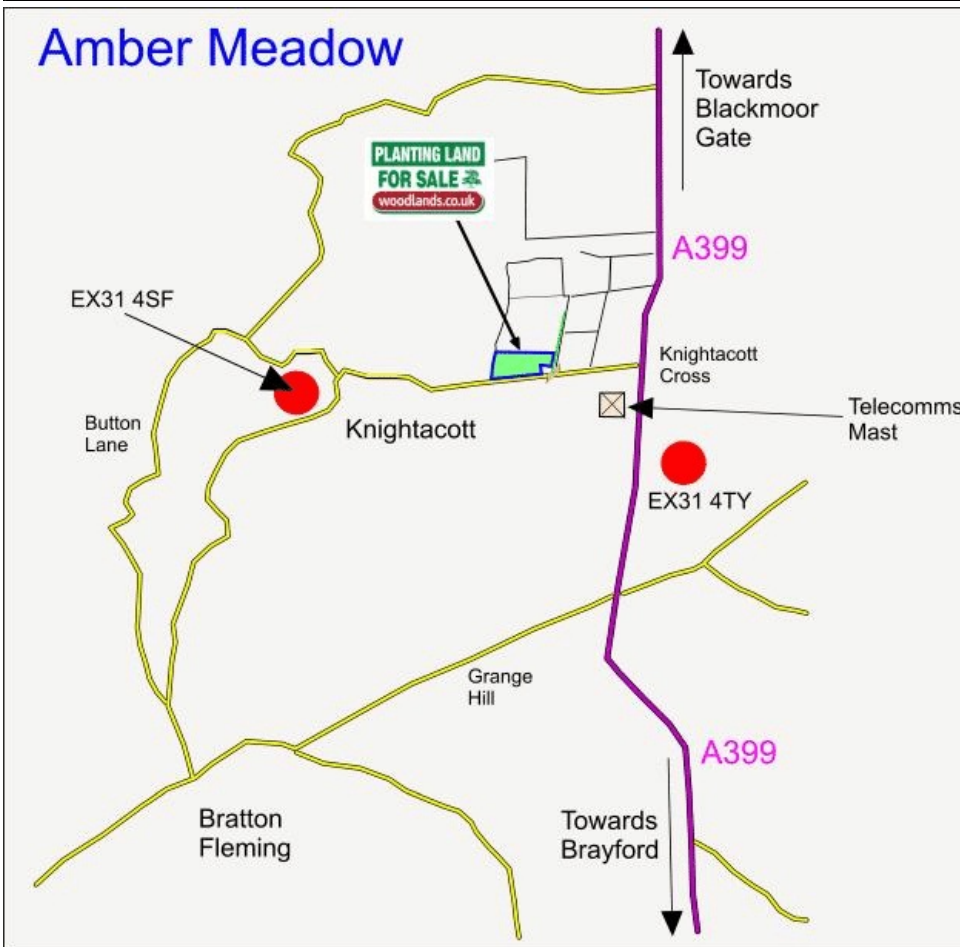 Amber Meadow
Towards
Blackmoor
Gate
PLANTING LAND
FOR SALE
woodlands.co.uk
A399
EX31 4SF
Knightacott
Cross
Telecomms
Mast
Button
Lane
Knightacott
EX31 4TY
Grange
Hill
A399
Bratton
Fleming
Towards
Brayford